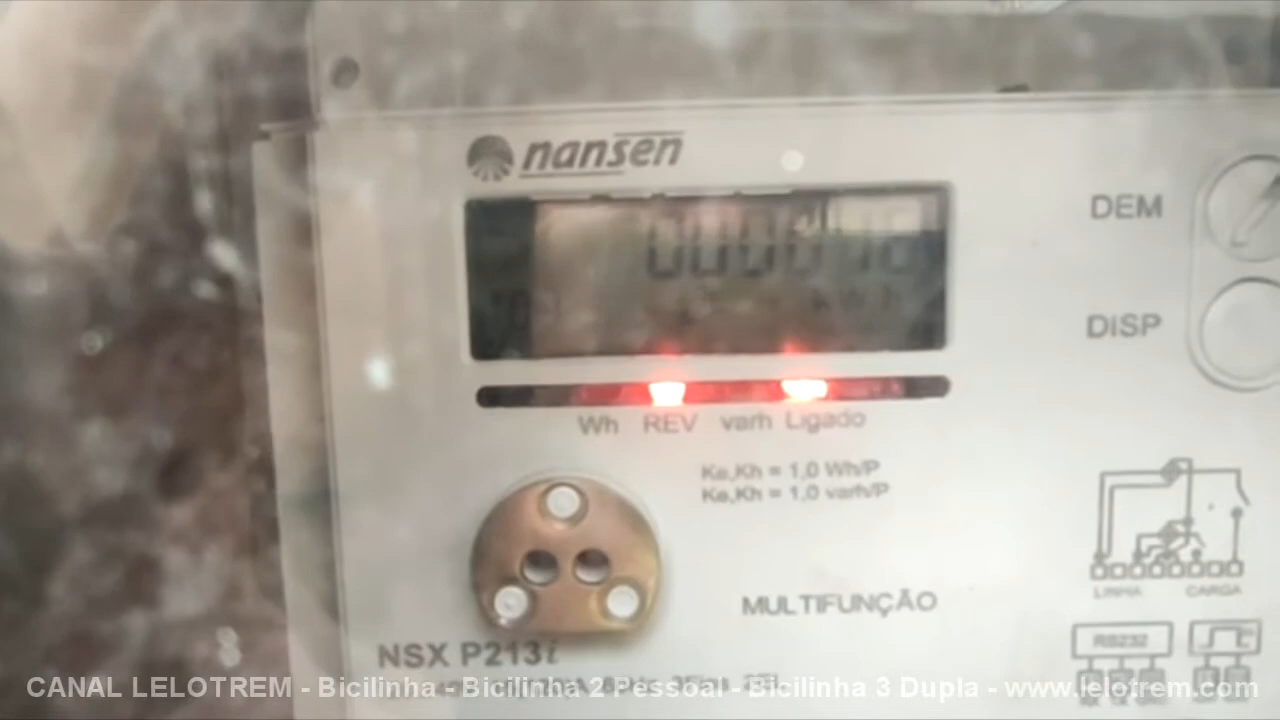 nansen
DEM
DISP
Wh REV varh Ligado
Ke,Kh = 1,0 Wh/P
Ke,Kh = 1,0 varh/P
MULTIFUNÇÃO
LINHA CARGA
NSX P213i
RS232
CANAL LELOTREM - Bicilinha - Bicilinha 2 Pessoal - Bicilinha 3 Dupla - www.lelotrem.com